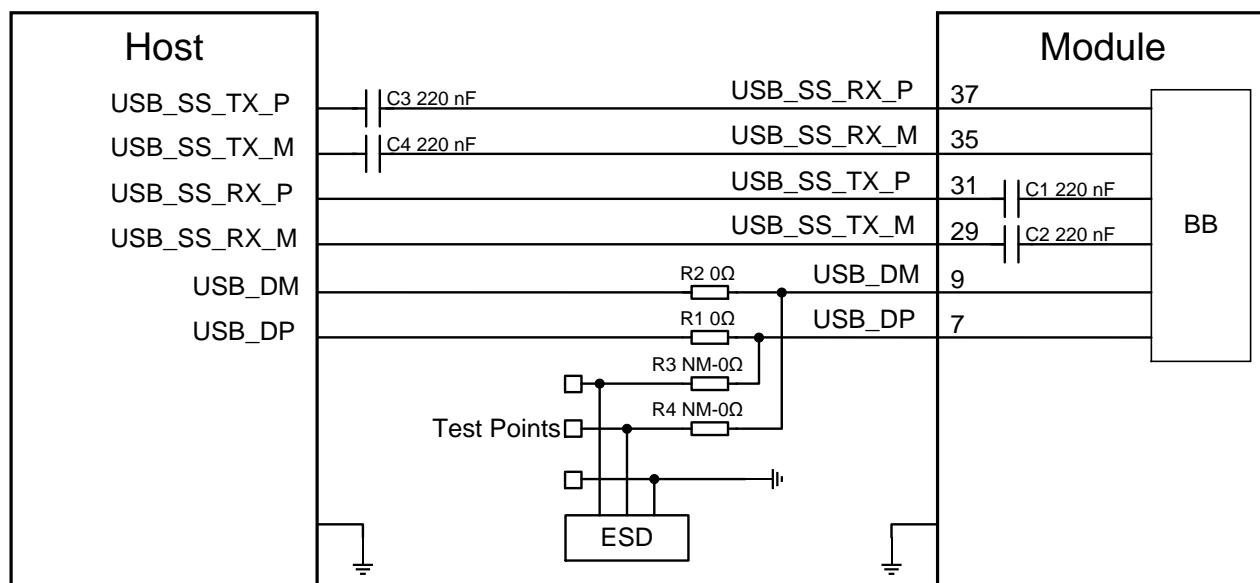 Host
Module
USB_SS_TX_P
C3 220 nF
USB_SS_RX_P
37
USB_SS_TX_M
C4 220 nF
USB_SS_RX_M
35
USB_SS_RX_P
USB_SS_TX_P
31
C1 220 nF
USB_SS_RX_M
USB_SS_TX_M
29
C2 220 nF
BB
USB_DM
R2 0Ω
USB_DM
9
USB_DP
R1 0Ω
USB_DP
7
R3 NM-0Ω
R4 NM-0Ω
Test Points
ESD